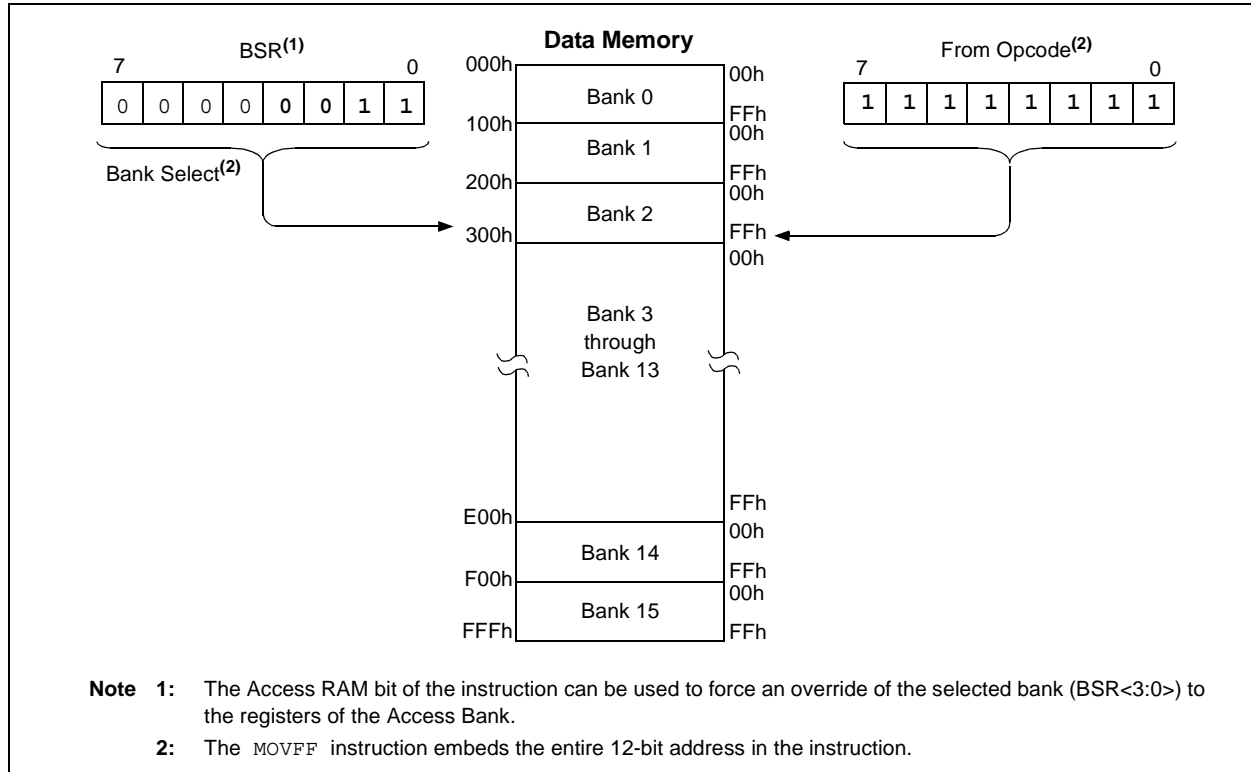 Data Memory
BSR(1)
7 0
0 0 0 0 0 0 1 1
Bank Select(2)
From Opcode(2)
7 0
1 1 1 1 1 1 1 1
000h Bank 0 00h
FFh
100h Bank 1 00h
FFh
200h Bank 2 00h
FFh
300h 00h
Bank 3
through
Bank 13
FFh
E00h Bank 14 00h
FFh
F00h Bank 15 00h
FFFh FFh
Note 1: The Access RAM bit of the instruction can be used to force an override of the selected bank (BSR<3:0>) to
the registers of the Access Bank.
2: The MOVFF instruction embeds the entire 12-bit address in the instruction.